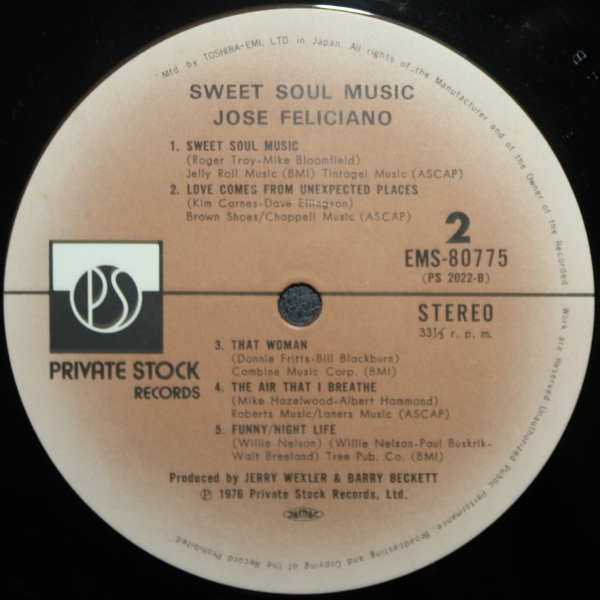 "Mfd. by TOSHIBA-EMI, LTD. in Japan. All rights of the Manufacturer and of the Owner of the Recorded Work are Reserved Unauthorized Public Performance, Broadcasting and Copying of the Record Prohibited"
SWEET SOUL MUSIC
JOSE FELICIANO
1. SWEET SOUL MUSIC
(Roger Troy-Mike Bloomfield)
Jelly Roll Music (BMI) Tintagel Music (ASCAP)
2. LOVE COMES FROM UNEXPECTED PLACES
(Kim Carnes-Dave Ellingson)
Brown Shoes/Chappell Music (ASCAP)
2
EMS-80775
(PS 2022-B)
PS
PRIVATE STOCK
RECORDS
STEREO
33⅓ r. p. m.
3. THAT WOMAN
(Donnie Fritts-Bill Blackburn)
Combine Music Corp. (BMI)
4. THE AIR THAT I BREATHE
(Mike Hazelwood-Albert Hammond)
Roberts Music/Laners Music (ASCAP)
5. FUNNY/NIGHT LIFE
(Willie Nelson) (Willie Nelson-Paul Buskrik-
Walt Breeland) Tree Pub. Co. (BMI)
Produced by JERRY WEXLER & BARRY BECKETT
℗ 1976 Private Stock Records, Ltd.
JASRAC